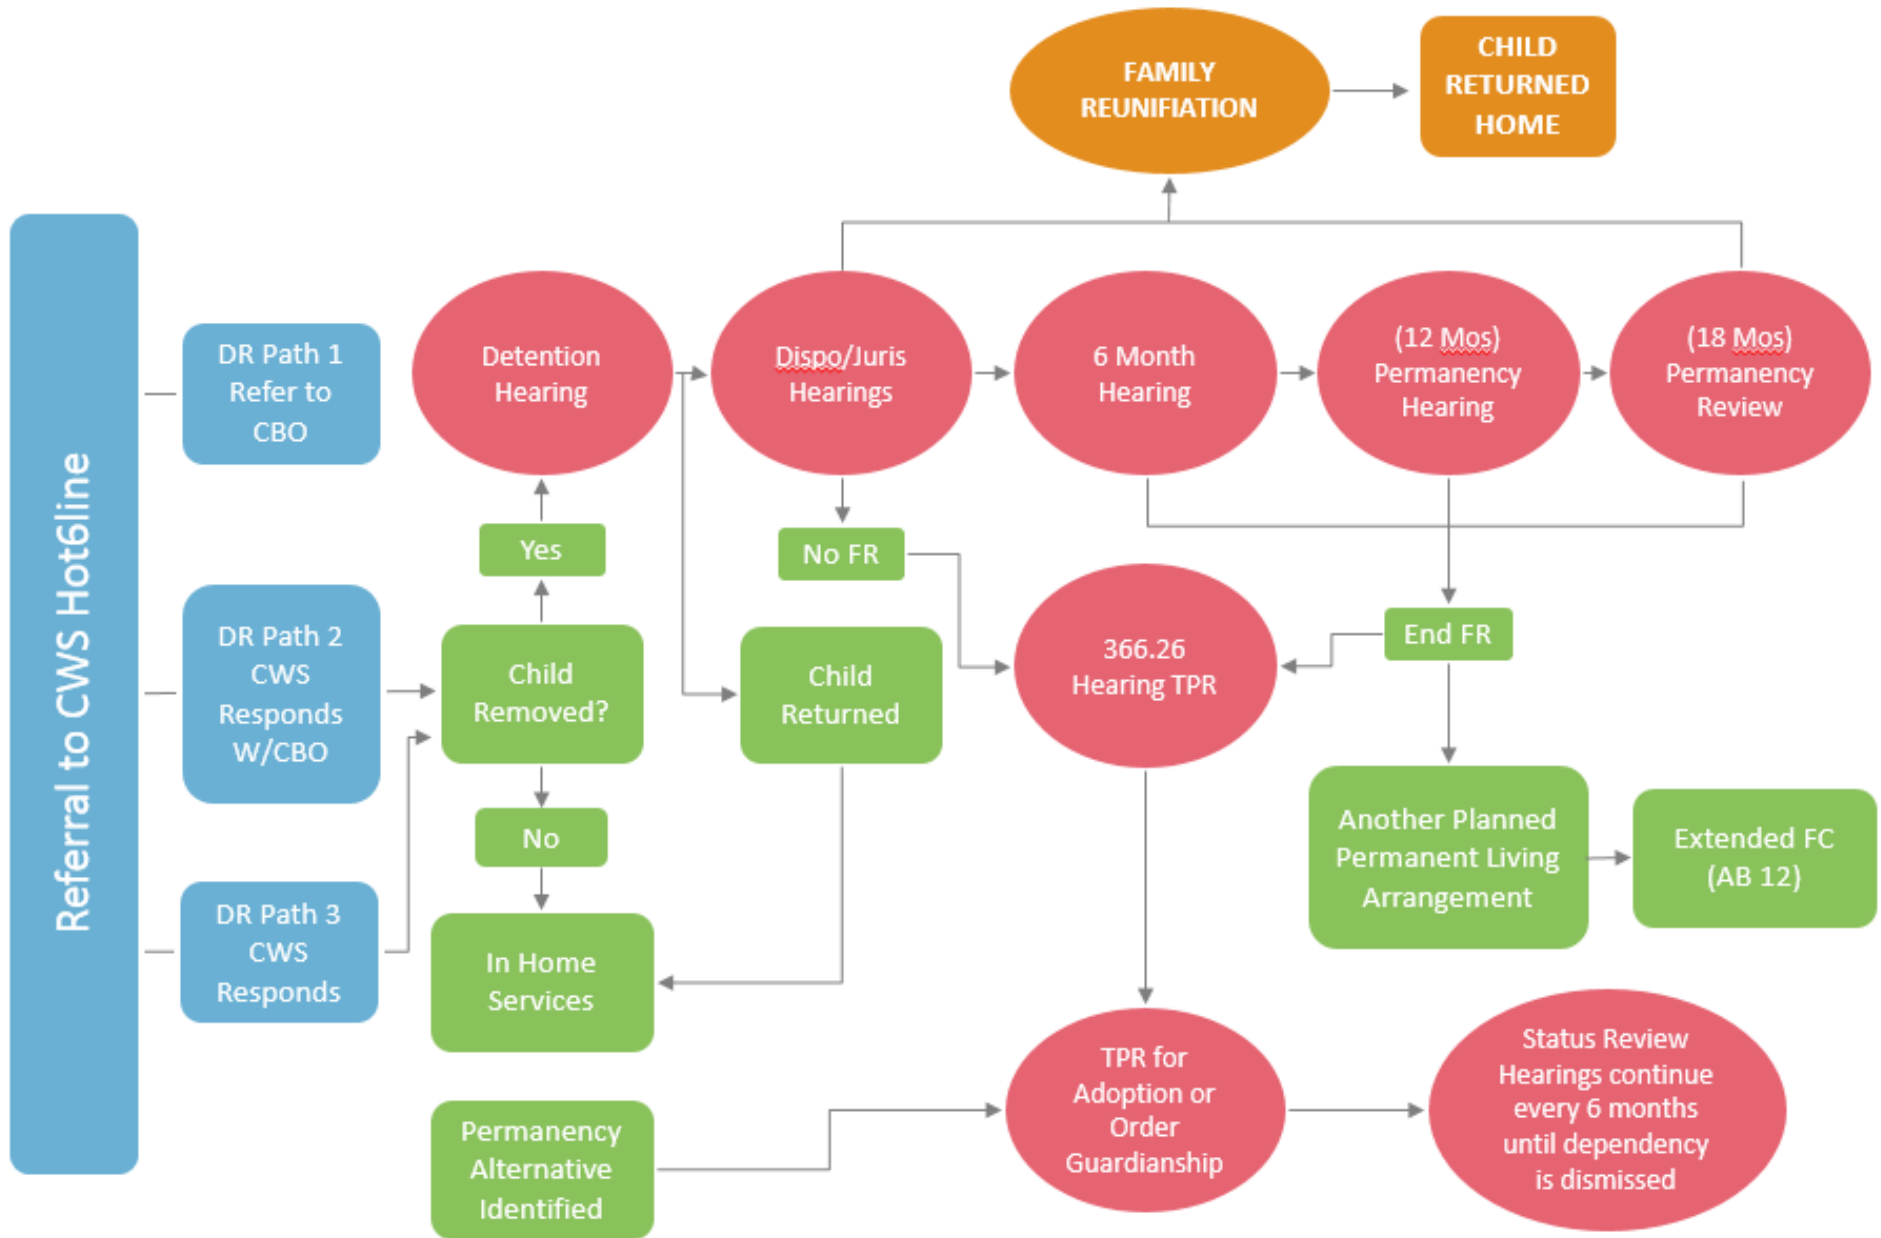 FAMILY
REUNIFIATION
CHILD
RETURNED
HOME
Referral to CWS Hot6line
DR Path 1
Refer to
CBO
Detention
Hearing
Dispo/Juris
Hearings
6 Month
Hearing
(12 Mos)
Permanency
Hearing
(18 Mos)
Permanency
Review
Yes
No FR
DR Path 2
CWS
Responds
W/CBO
Child
Removed?
Child
Returned
366.26
Hearing TPR
End FR
No
Another Planned
Permanent Living
Arrangement
Extended FC
(AB 12)
DR Path 3
CWS
Responds
In Home
Services
Permanency
Alternative
Identified
TPR for
Adoption or
Order
Guardianship
Status Review
Hearings continue
every 6 months
until dependency
is dismissed